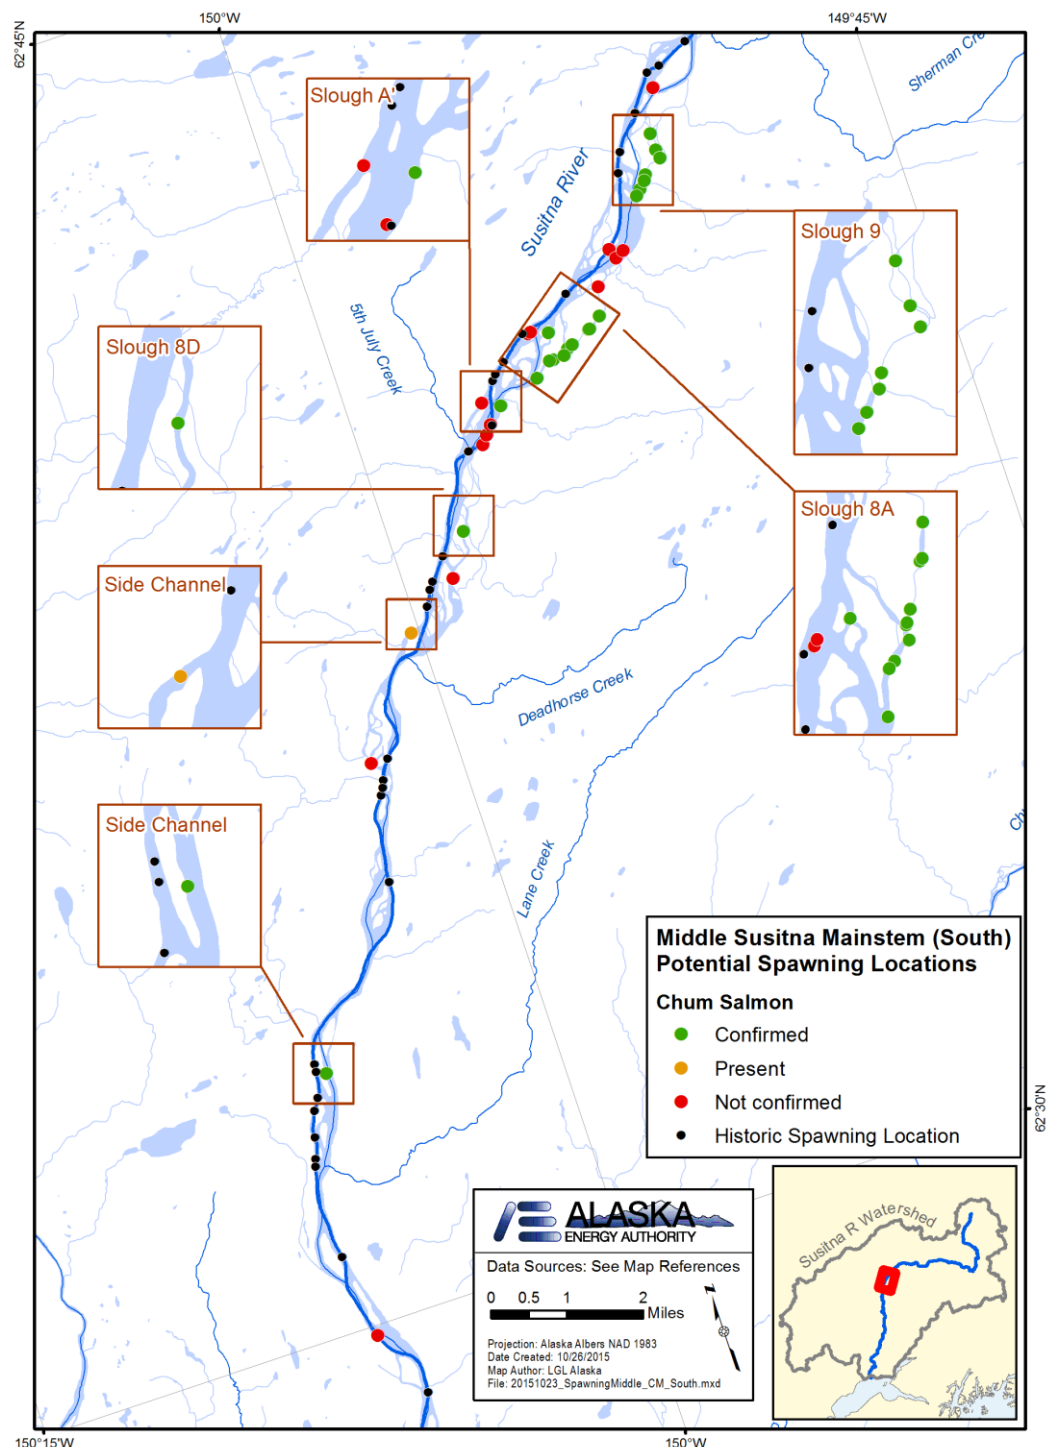 150°W
149°45'W
62°45'N
Sherman Cre
Slough A'
Susitna River
Slough 9
5th July Creek
Slough 8D
Slough 8A
Side Channel
Deadhorse Creek
Side Channel
Lane Creek
Ch
Middle Susitna Mainstem (South)
Potential Spawning Locations
Chum Salmon
Confirmed
Present
Not confirmed
Historic Spawning Location
62°30'N
ALASKA
ENERGY AUTHORITY
Data Sources: See Map References
0 0.5 1 2
Miles
N
Projection: Alaska Albers NAD 1983
Date Created: 10/26/2015
Map Author: LGL Alaska
File: 20151023_SpawningMiddle_CM_South.mxd
Susitna R Watershed
150°15'W
150°W